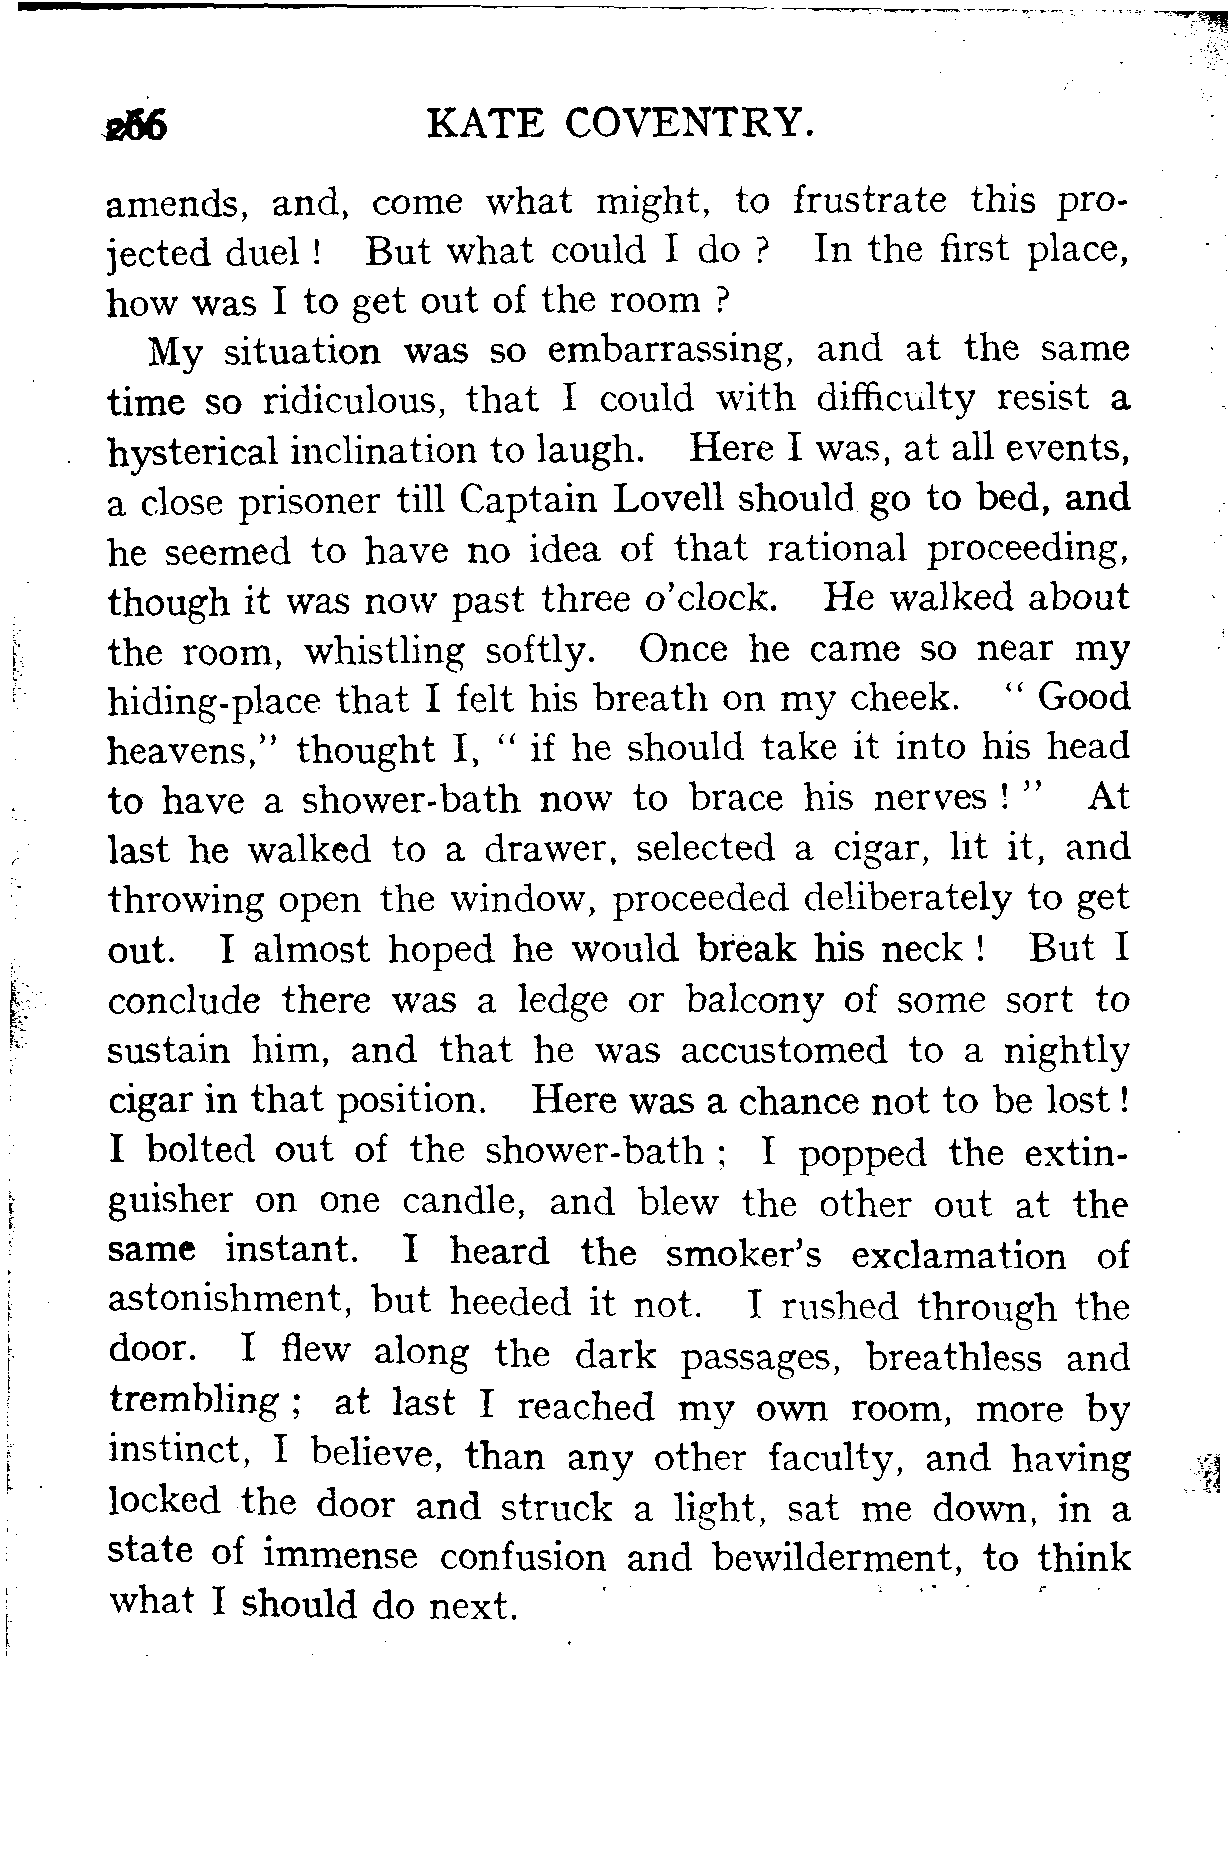 KATE COVENTRY.
amends, and, come what might, to frustrate this pro-
jected duel ! But what could I do ? In the first place,
how was I to get out of the room ?
My situation was so embarrassing, and at the same
time so ridiculous, that I could with difficulty resist a
hysterical inclination to laugh. Here I was, at all events,
a close prisoner till Captain Lovell should go to bed, and
he seemed to have no idea of that rational proceeding,
though it was now past three o'clock. He walked about
the room, whistling softly. Once he came so near my
hiding-place that I felt his breath on my cheek. " Good
heavens," thought I, " if he should take it into his head
to have a shower-bath now to brace his nerves ! " At
last he walked to a drawer, selected a cigar, lit it, and
throwing open the window, proceeded deliberately to get
out. I almost hoped he would break his neck ! But I
conclude there was a ledge or balcony of some sort to
sustain him, and that he was accustomed to a nightly
cigar in that position. Here was a chance not to be lost !
I bolted out of the shower-bath ; I popped the extin-
guisher on one candle, and blew the other out at the
same instant. I heard the smoker's exclamation of
astonishment, but heeded it not. I rushed through the
door. I flew along the dark passages, breathless and
trembling ; at last I reached my own room, more by
instinct, I believe, than any other faculty, and having
locked the door and struck a light, sat me down, in a
state of immense confusion and bewilderment, to think
what I should do next.